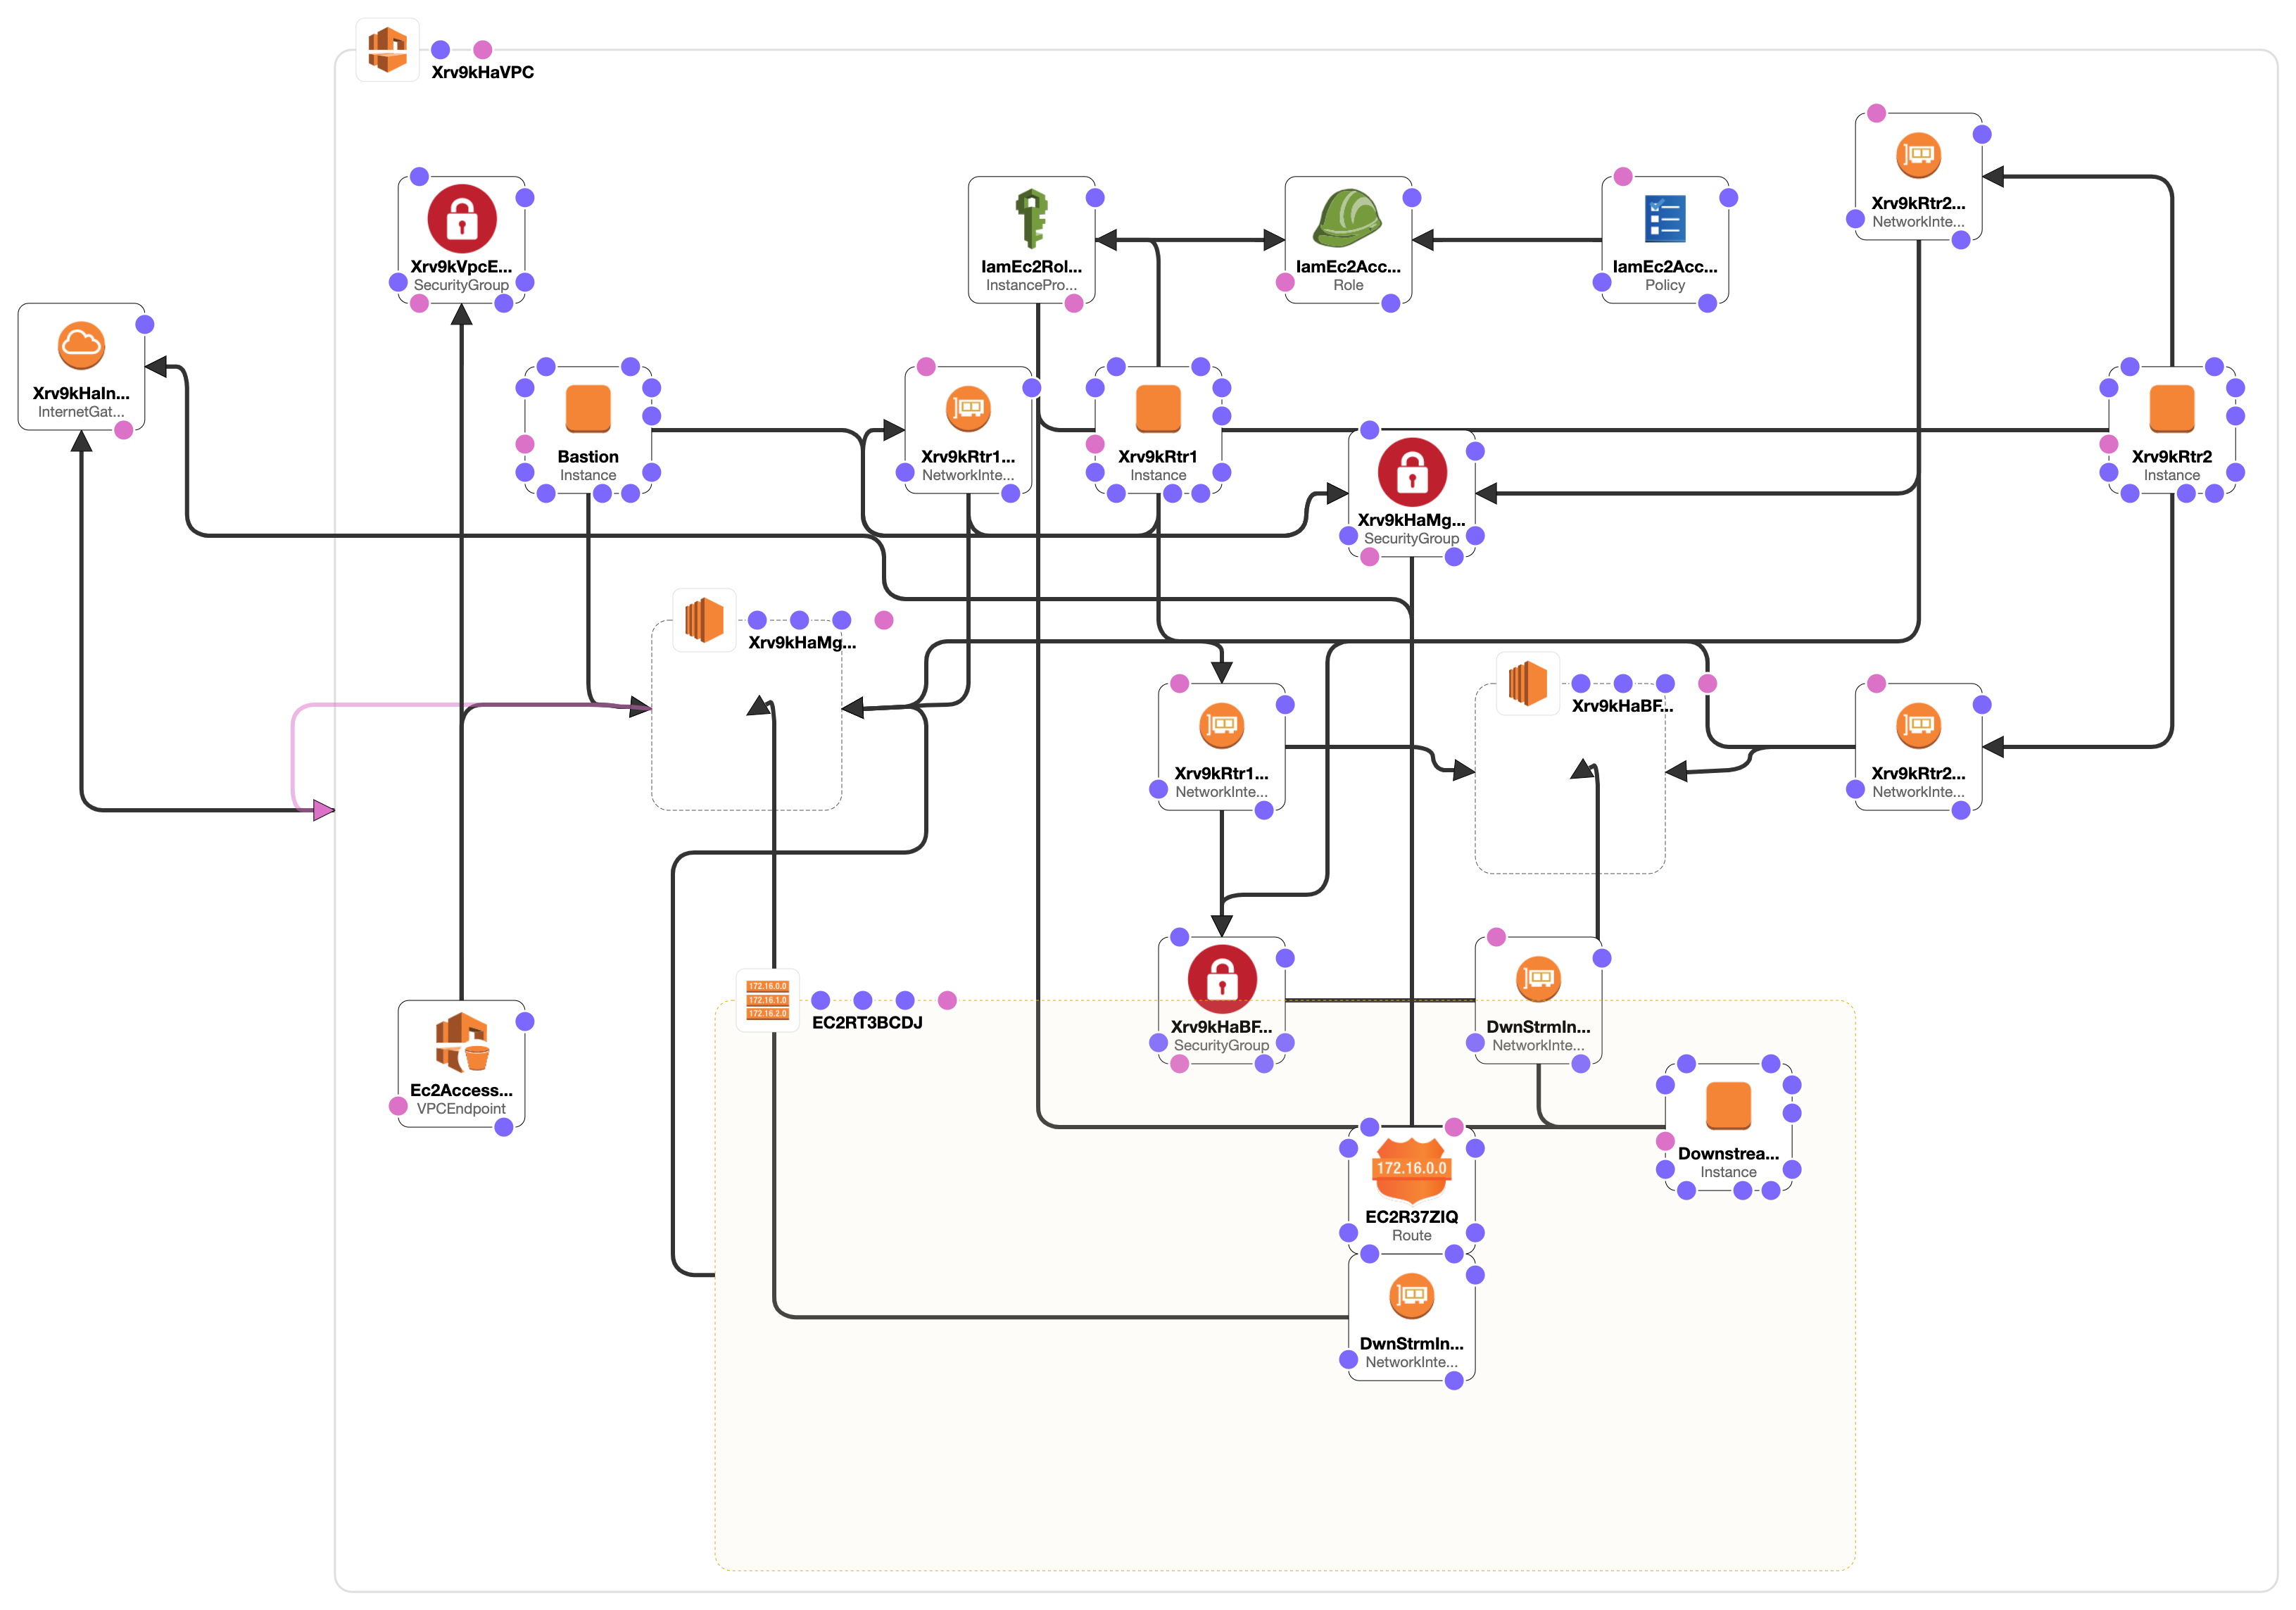 Xrv9kHaVPC
Xrv9kRtr2...
NetworkInte...
Xrv9kVpcE...
SecurityGroup
IamEc2Rol...
InstancePro...
IamEc2Acc...
Role
IamEc2Acc...
Policy
Xrv9kHaIn...
InternetGat...
Bastion
Instance
Xrv9kRtr1...
NetworkInte...
Xrv9kRtr1
Instance
Xrv9kRtr2
Instance
Xrv9kHaMg...
SecurityGroup
Xrv9kHaMg...
Xrv9kHaBF...
Xrv9kRtr1...
NetworkInte...
Xrv9kRtr2...
NetworkInte...
172.16.0.0
172.16.1.0
172.16.2.0
EC2RT3BCDJ
Xrv9kHaBF...
SecurityGroup
DwnStrmIn...
NetworkInte...
Ec2Access...
VPCEndpoint
Downstrea...
Instance
172.16.0.0
EC2R37ZIQ
Route
DwnStrmIn...
NetworkInte...